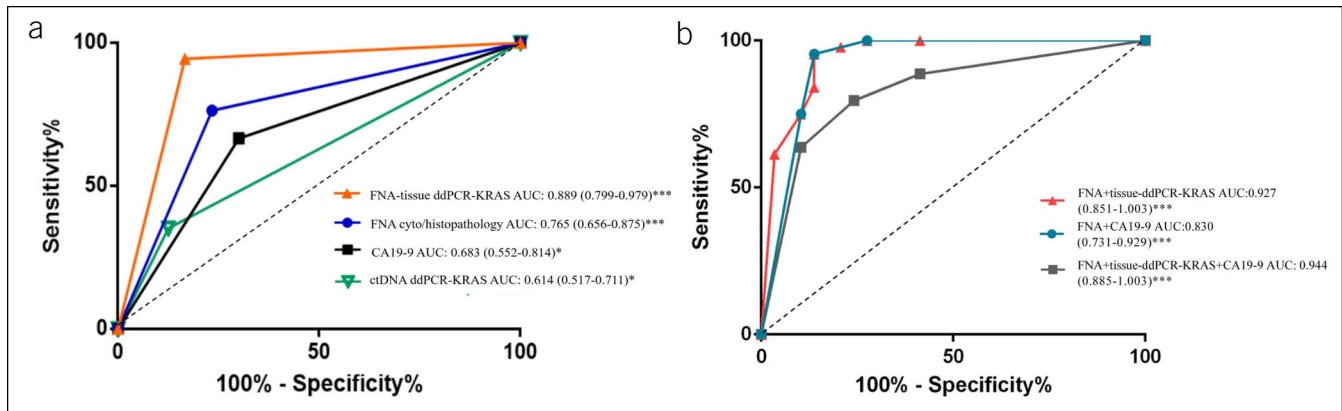 a
100
50
0
0
50
100
Sensitivity%
100% - Specificity%
FNA-tissue ddPCR-KRAS AUC: 0.889 (0.799-0.979)***
FNA cyto/histopathology AUC: 0.765 (0.656-0.875)***
CA19-9 AUC: 0.683 (0.552-0.814)*
ctDNA ddPCR-KRAS AUC: 0.614 (0.517-0.711)*
b
100
50
0
0
50
100
Sensitivity%
100% - Specificity%
FNA+tissue-ddPCR-KRAS AUC:0.927
(0.851-1.003)***
FNA+CA19-9 AUC:0.830
(0.731-0.929)***
FNA+tissue-ddPCR-KRAS+CA19-9 AUC: 0.944
(0.885-1.003)***